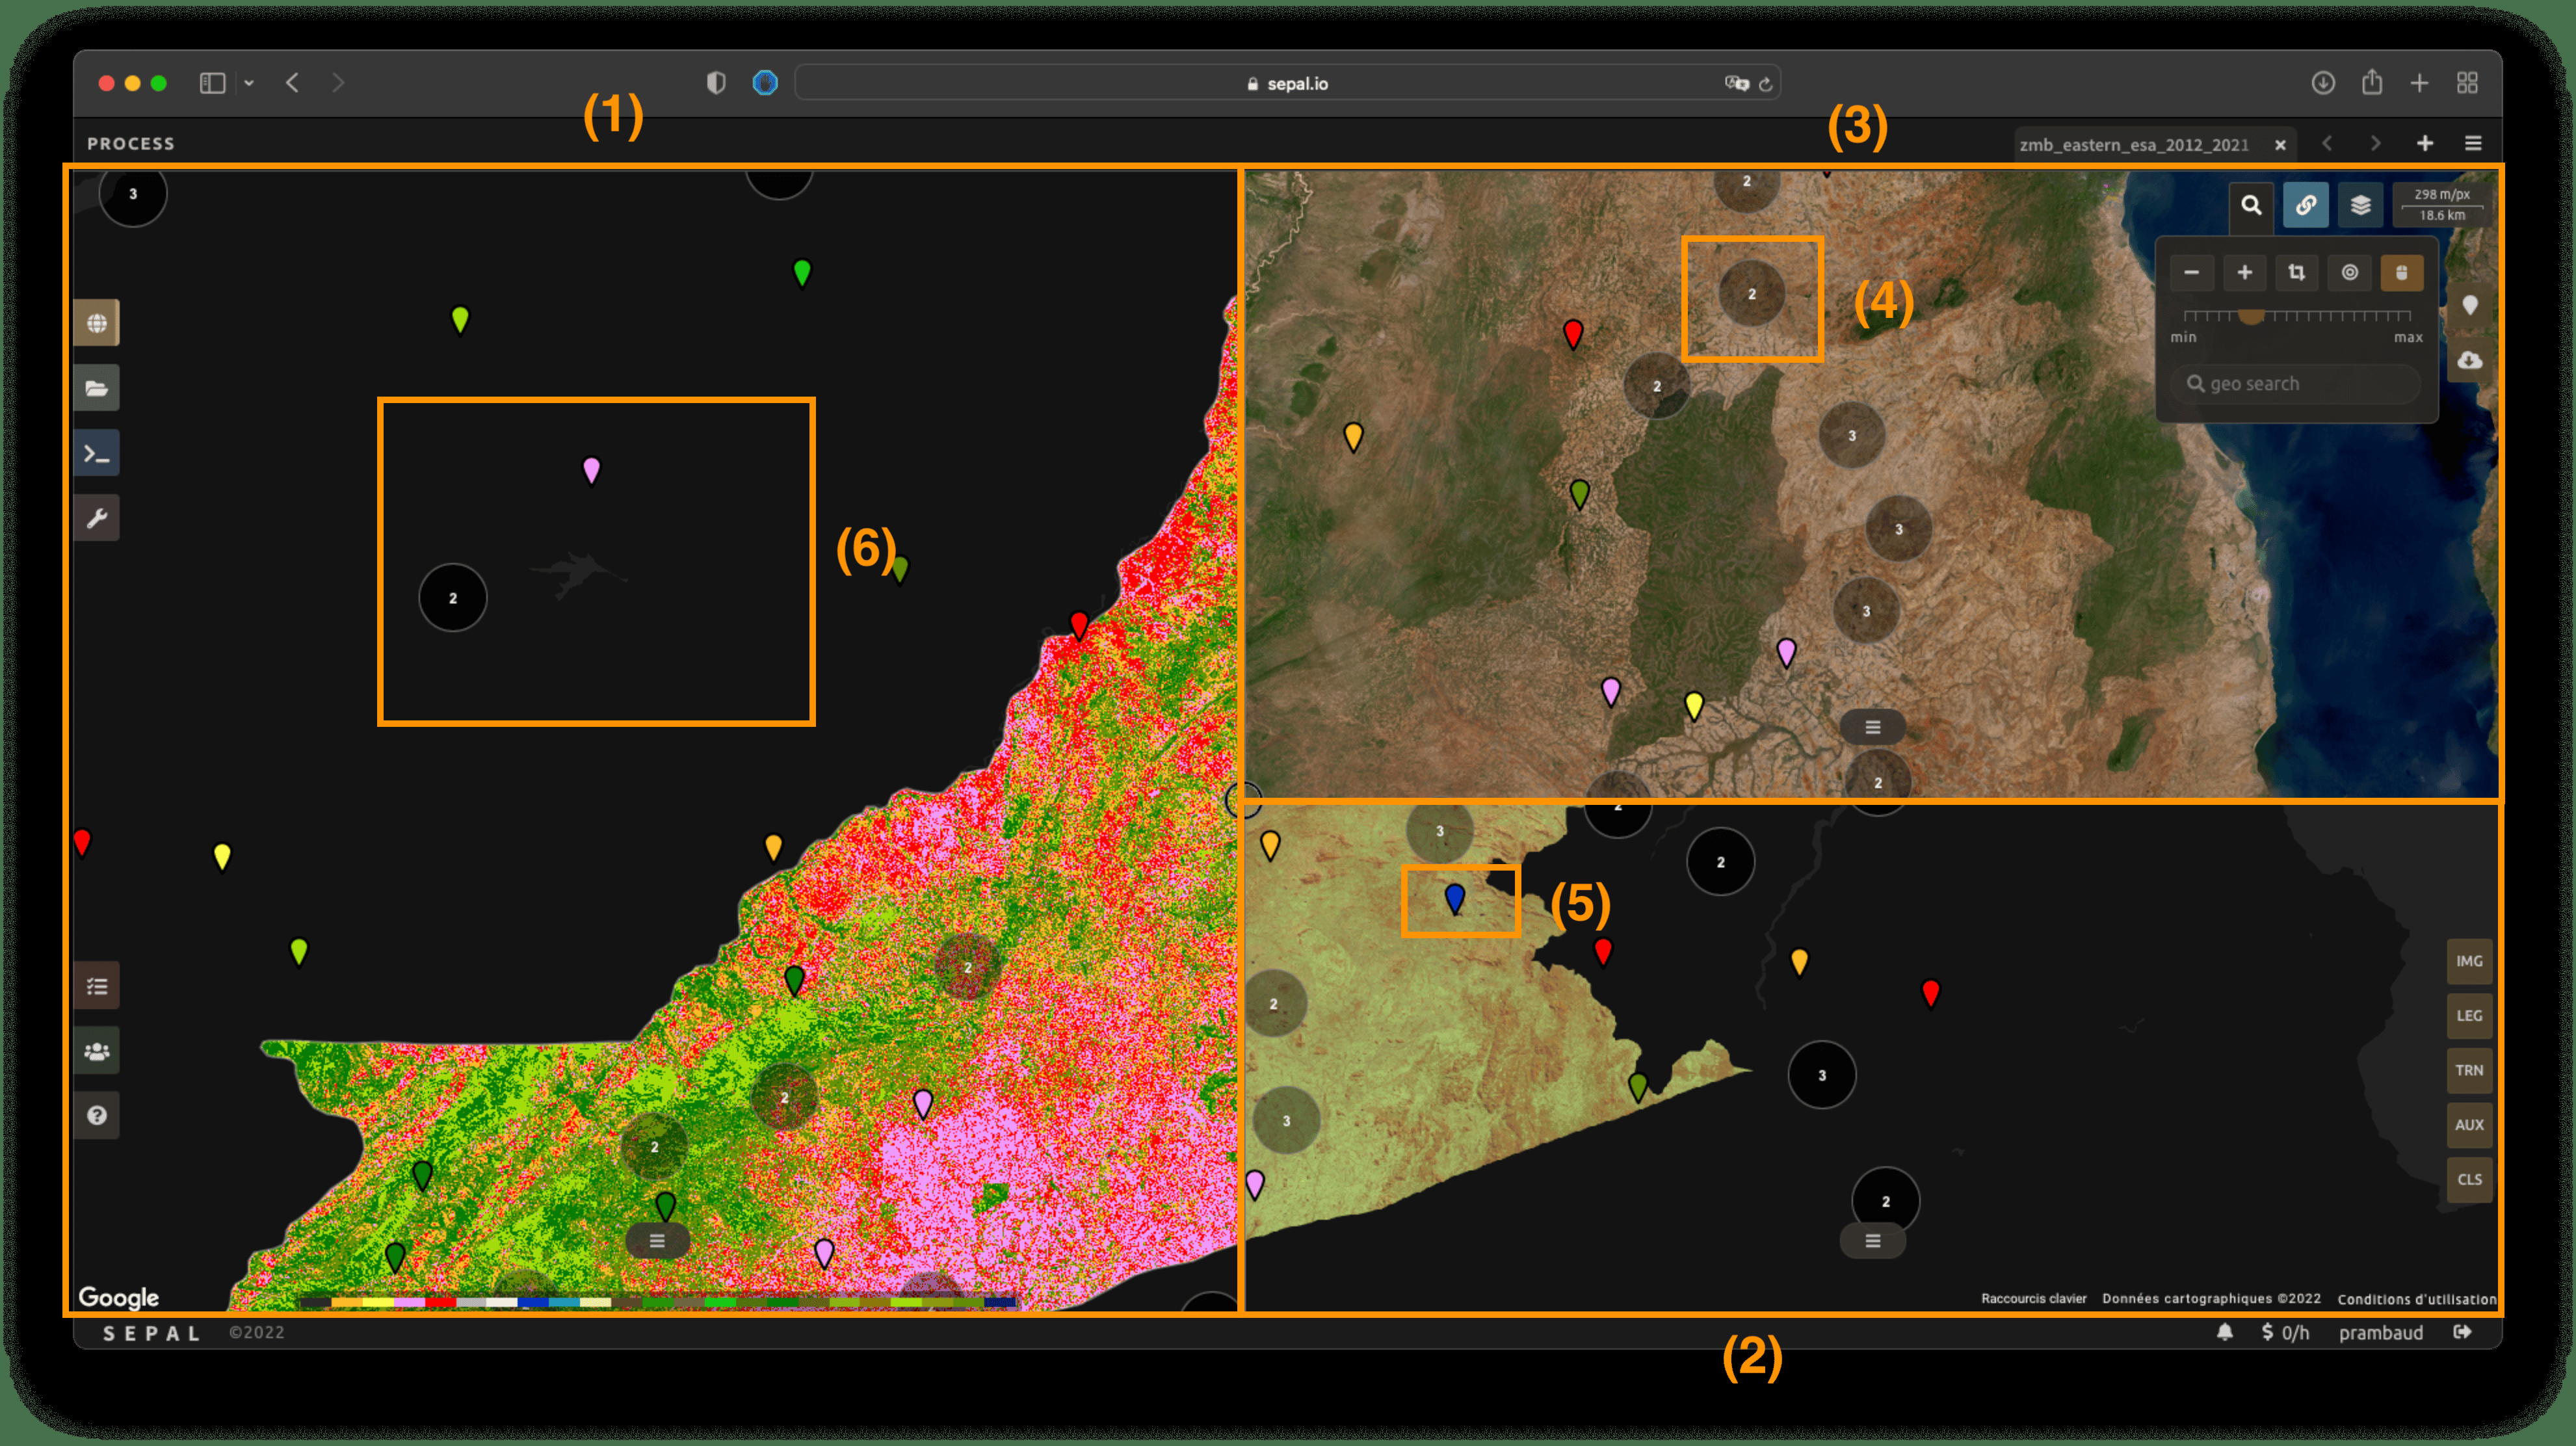 sepal.io
(1)
(3)
PROCESS
zmb_eastern_esa_2012_2021
3
2
298 m/px
18.6 km
2
(4)
min
max
geo search
2
3
(6)
3
2
3
2
2
3
2
2
(5)
2
2
IMG
2
LEG
3
TRN
2
3
AUX
2
CLS
2
Google
Raccourcis clavier
Données cartographiques ©2022
Conditions d'utilisation
SEPAL ©2022
$ 0/h
prambaud
(2)